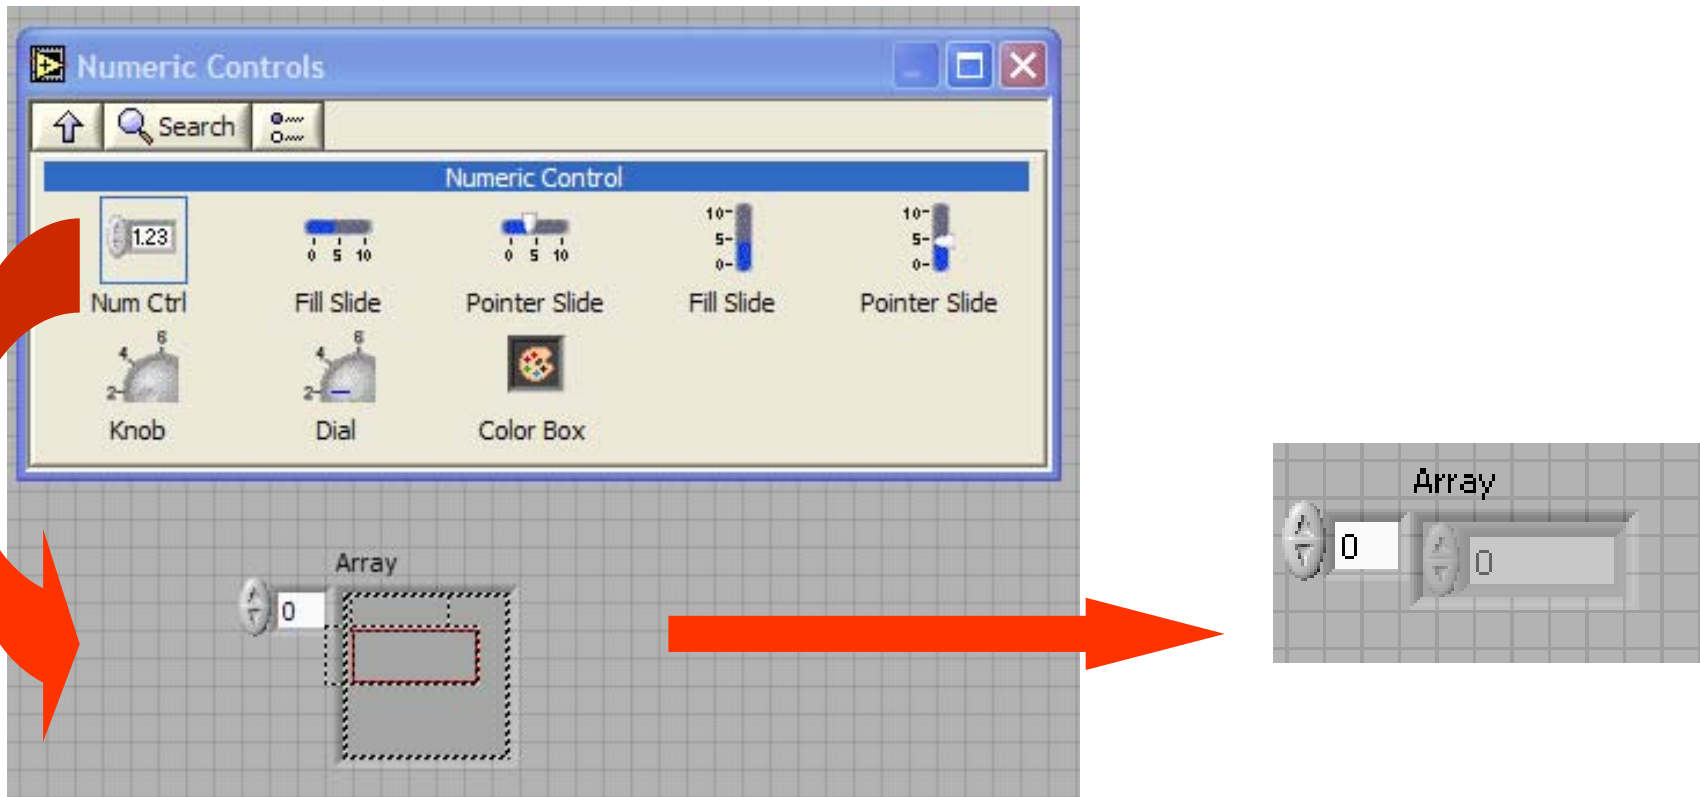 Numeric Controls
Search
Numeric Control
1.23
0 5 10
0 5 10
10-
5-
0-
10-
5-
0-
Num Ctrl
Fill Slide
Pointer Slide
Fill Slide
Pointer Slide
2- 4 6
2- 4 6
Knob
Dial
Color Box
Array
0
Array
0
0